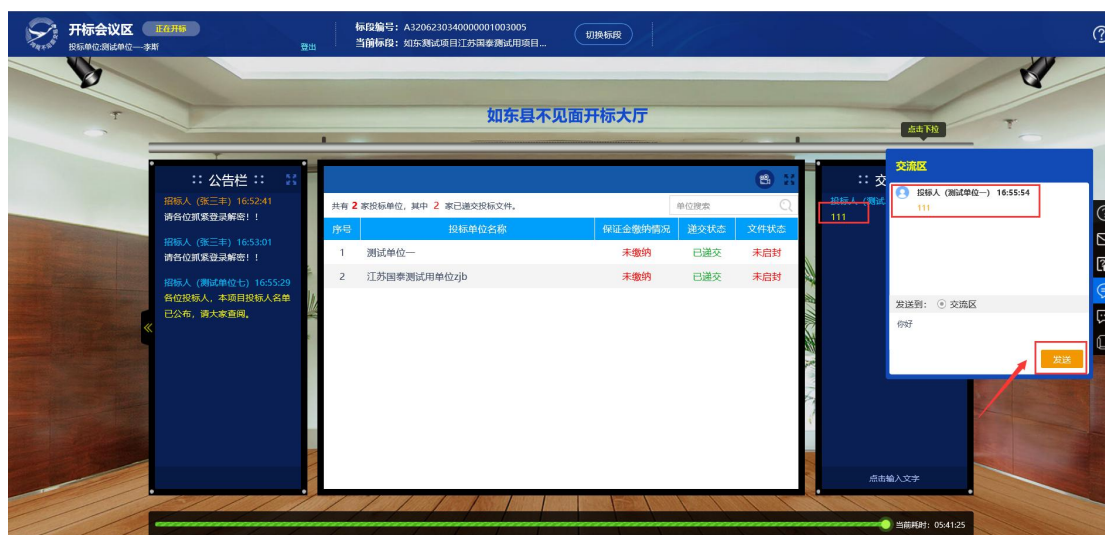 开标会议区 正在开标
投标单位:测试单位一--李斯 登出
标段编号：A3206230340000001003005
当前标段：如东测试项目江苏国泰测试用项目...
切换标段
如东县不见面开标大厅
点击下拉
:: 公告栏 ::
招标人（张三丰）16:52:41
请各位抓紧登录解密！！
招标人（张三丰）16:53:01
请各位抓紧登录解密！！
招标人（测试单位七）16:55:29
各位投标人，本项目投标人名单
已公布，请大家查阅。
共有 2 家投标单位，其中 2 家已递交投标文件。
单位搜索
序号 投标单位名称 保证金缴纳情况 递交状态 文件状态
1 测试单位一 未缴纳 已递交 未启封
2 江苏国泰测试用单位zjb 未缴纳 已递交 未启封
:: 交
投标人（测试
111
点击输入文字
交流区
投标人（测试单位一）16:55:54
111
发送到： 交流区
你好
发送
当前耗时：05:41:25